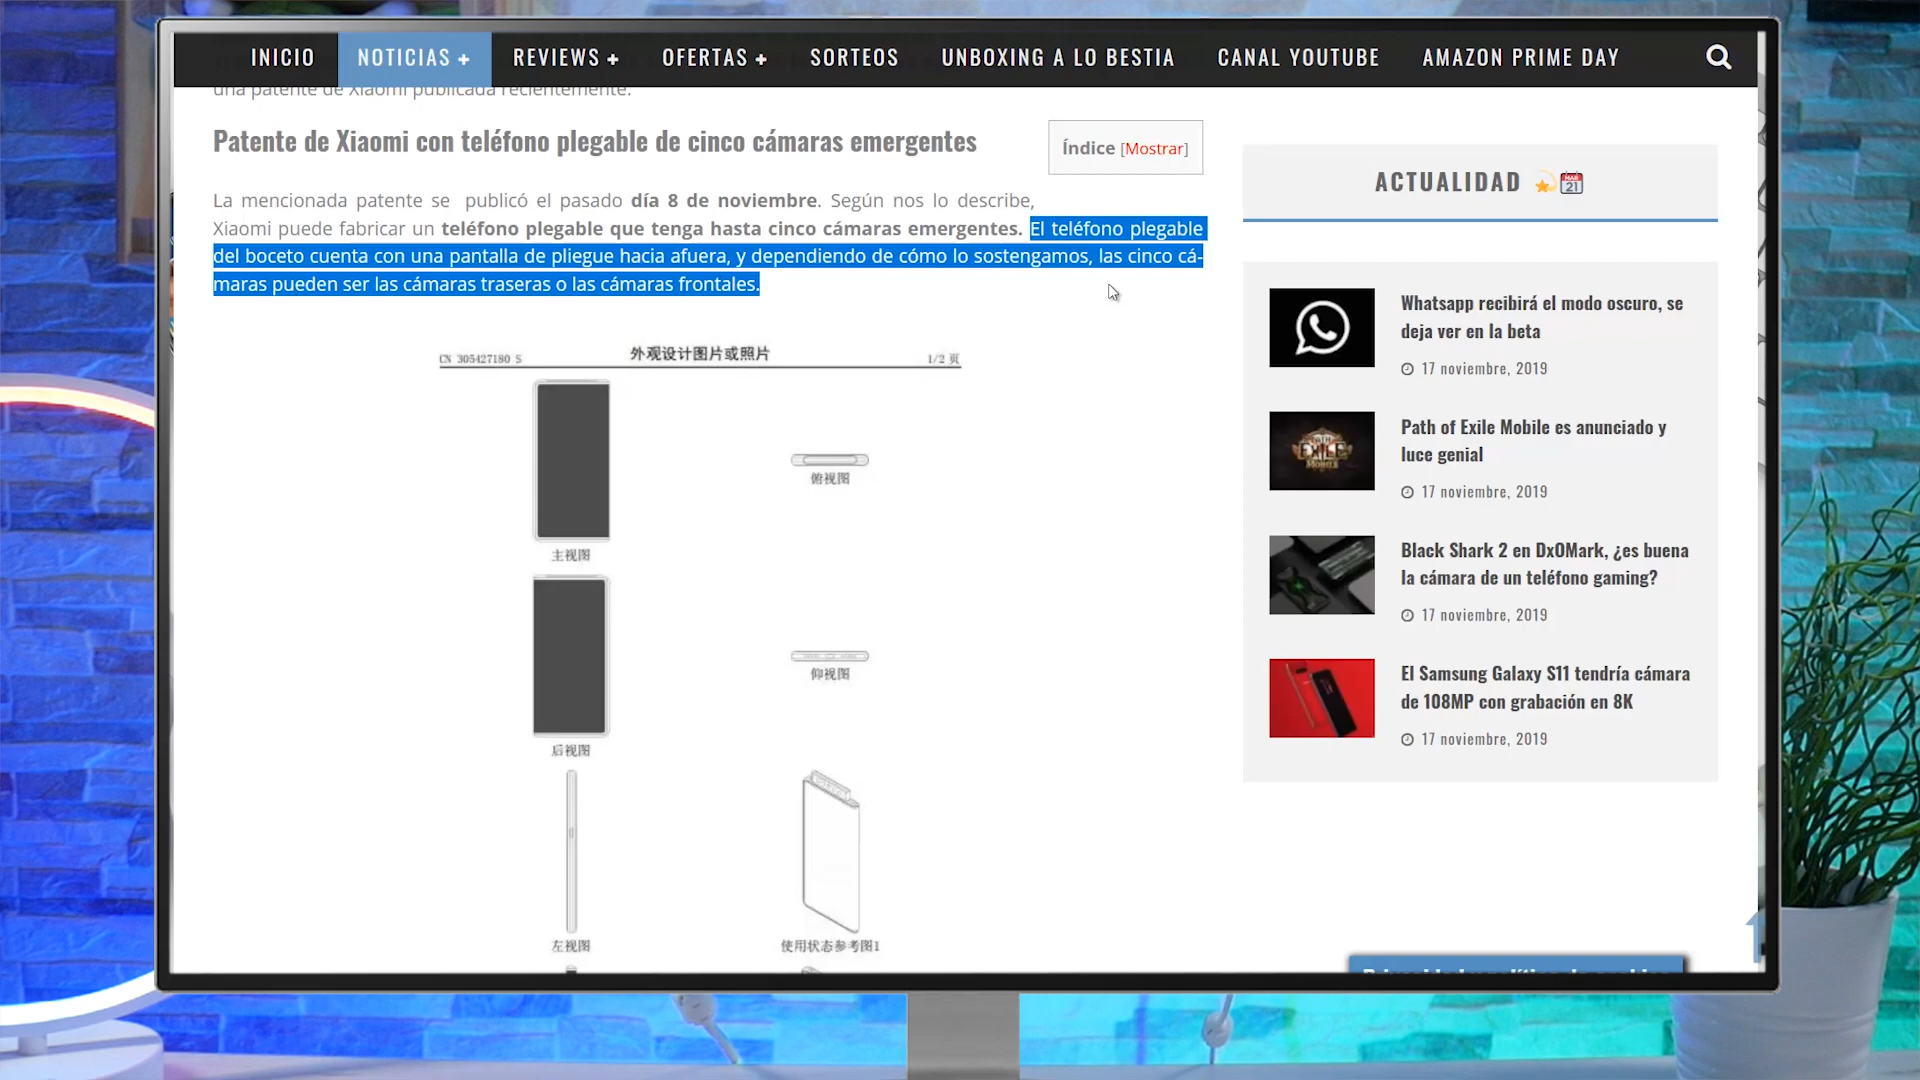 INICIO
NOTICIAS +
REVIEWS +
OFERTAS +
SORTEOS
UNBOXING A LO BESTIA
CANAL YOUTUBE
AMAZON PRIME DAY
una patente de Xiaomi publicada recientemente.
Patente de Xiaomi con teléfono plegable de cinco cámaras emergentes
Índice [Mostrar]
La mencionada patente se publicó el pasado día 8 de noviembre. Según nos lo describe,
Xiaomi puede fabricar un teléfono plegable que tenga hasta cinco cámaras emergentes. El teléfono plegable
del boceto cuenta con una pantalla de pliegue hacia afuera, y dependiendo de cómo lo sostengamos, las cinco cá-
maras pueden ser las cámaras traseras o las cámaras frontales.
CN 305427180 S
外观设计图片或照片
1/2 页
俯视图
主视图
仰视图
后视图
左视图
使用状态参考图1
ACTUALIDAD
MAR
21
Whatsapp recibirá el modo oscuro, se
deja ver en la beta
17 noviembre, 2019
PATH OF
EXILE
MOBILE
Path of Exile Mobile es anunciado y
luce genial
17 noviembre, 2019
Black Shark 2 en DxOMark, ¿es buena
la cámara de un teléfono gaming?
17 noviembre, 2019
El Samsung Galaxy S11 tendría cámara
de 108MP con grabación en 8K
17 noviembre, 2019